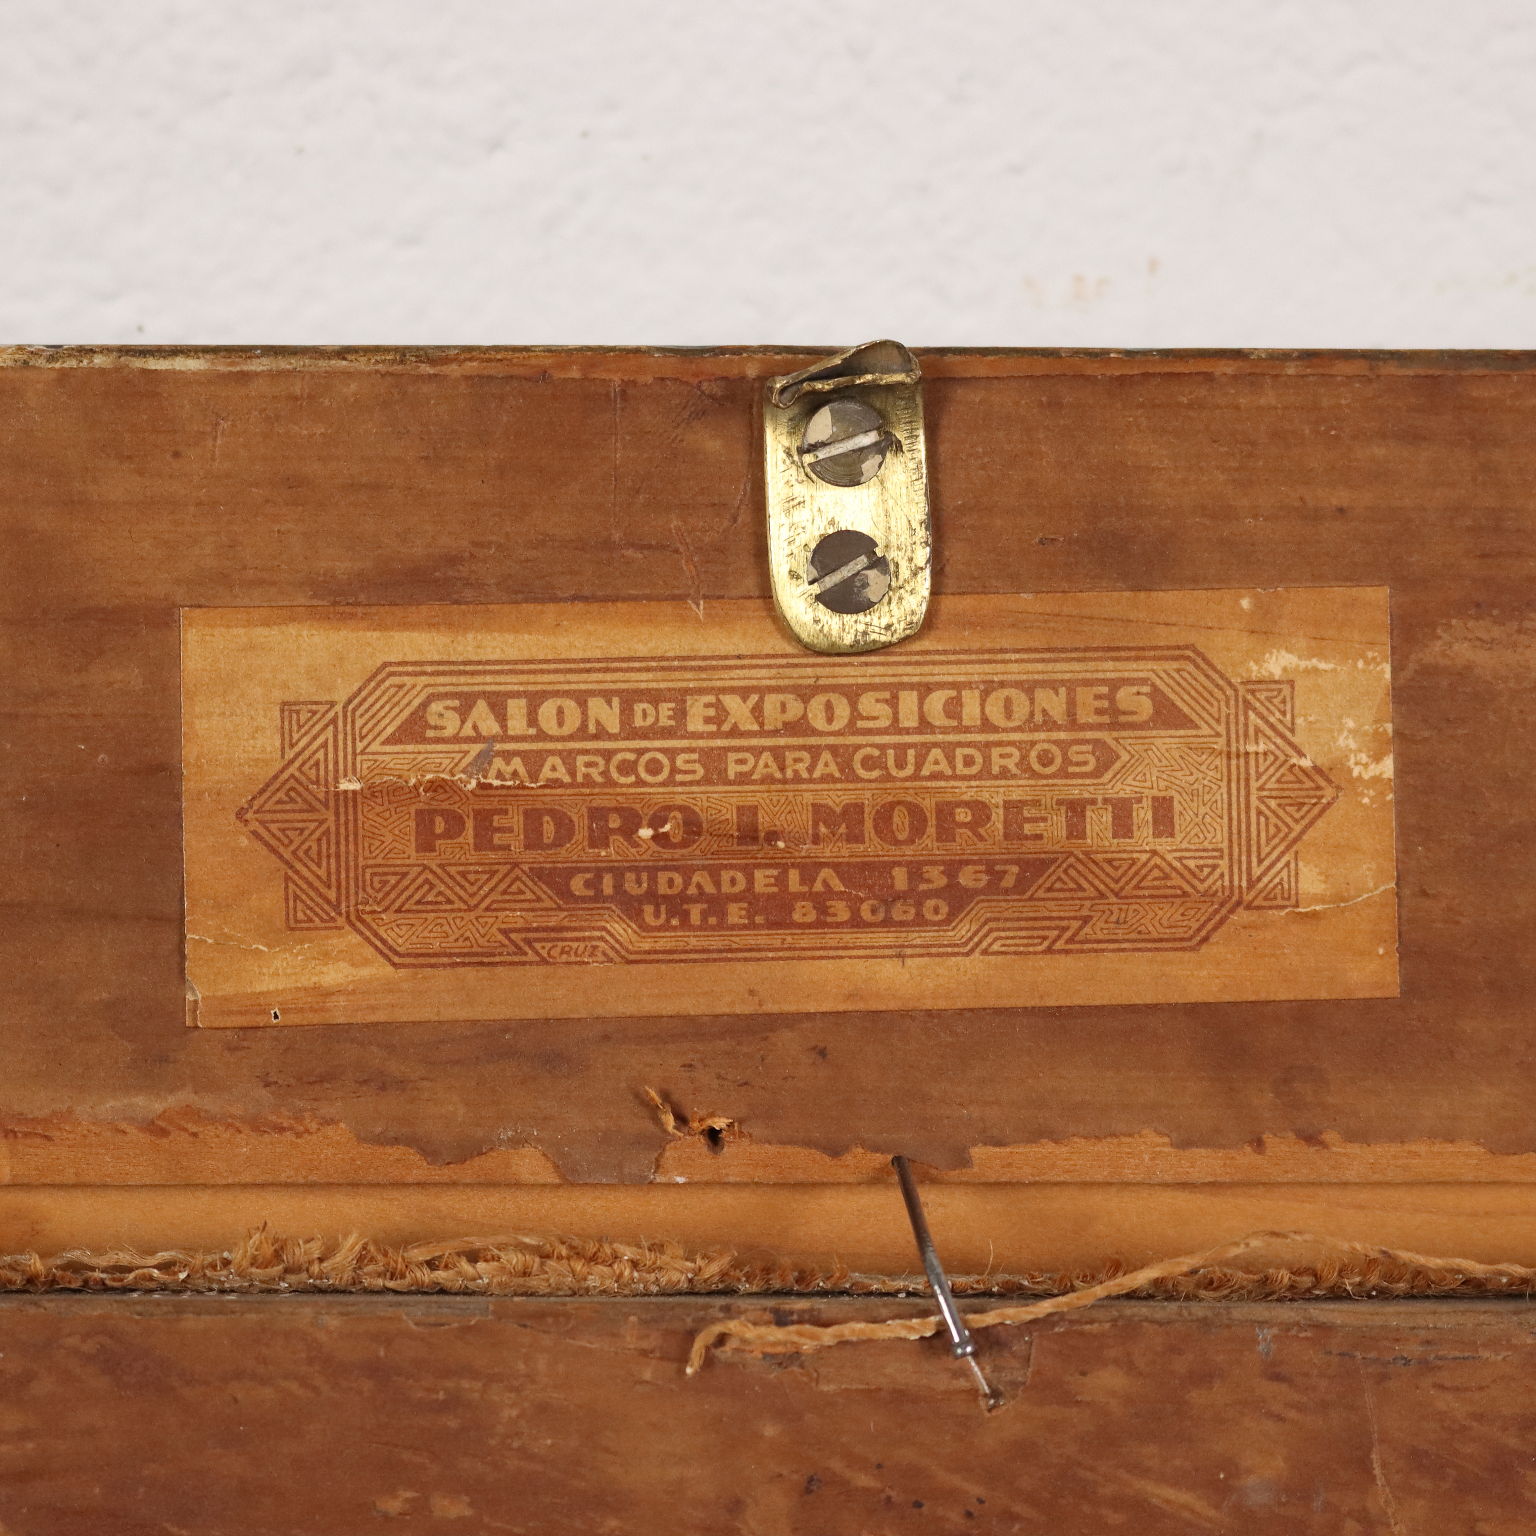 SALON DE EXPOSICIONES
MARCOS PARA CUADROS
PEDRO I. MORETTI
CIUDADELA 1367
U.T.E. 83060
CRUZ